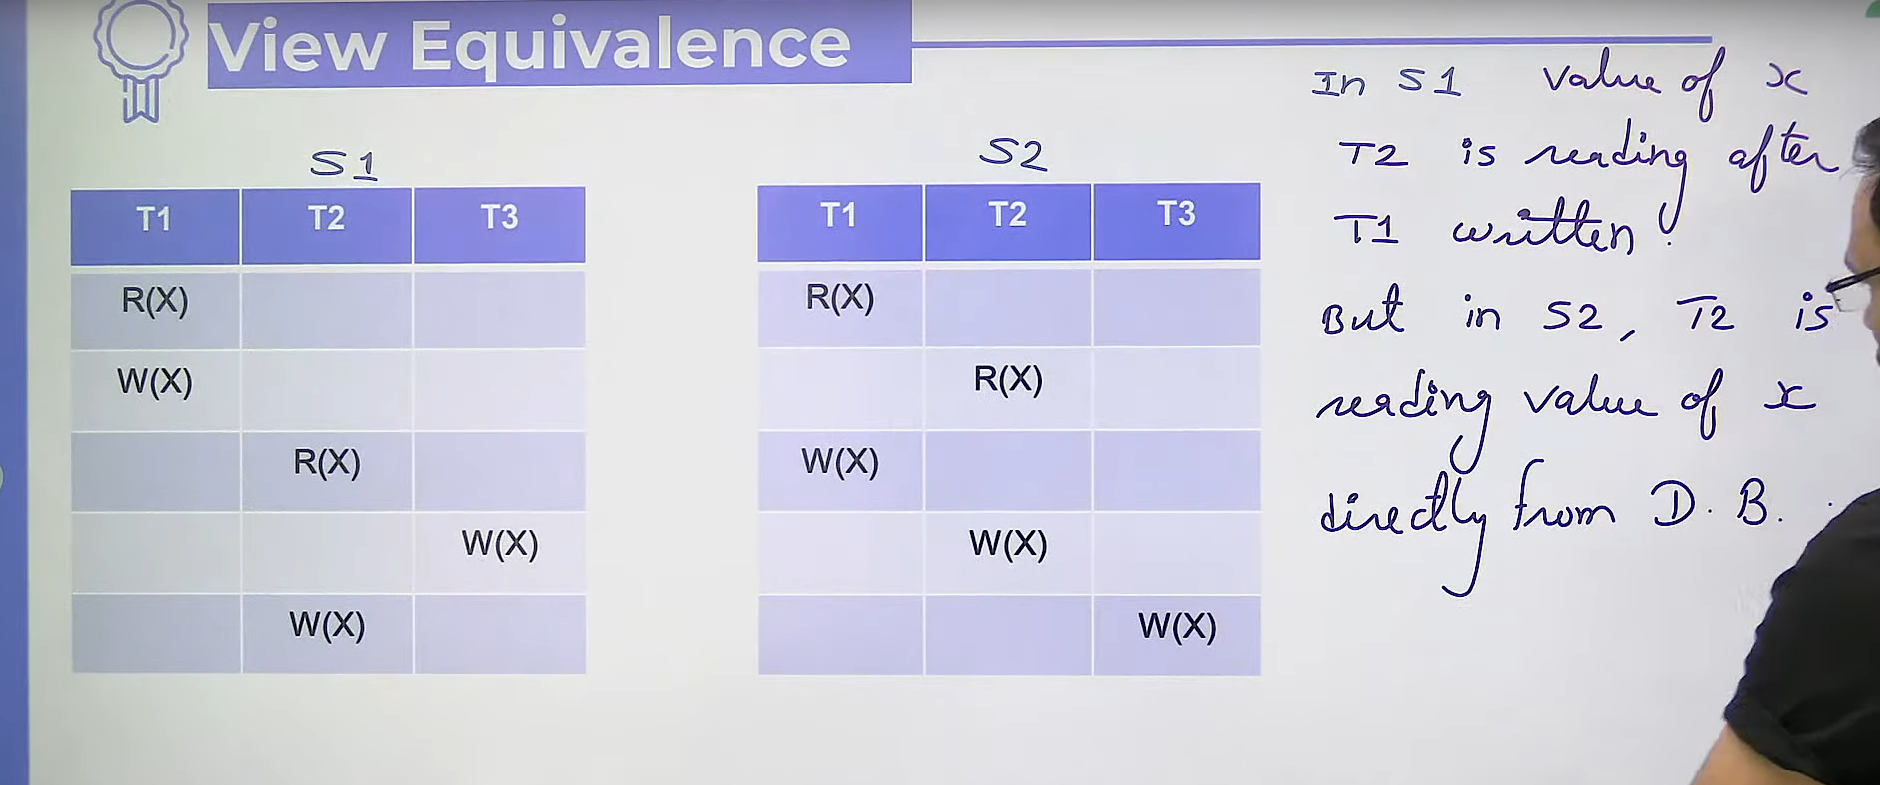 View Equivalence
S1
T1 T2 T3
R(X)
W(X)
R(X)
W(X)
W(X)
S2
T1 T2 T3
R(X)
R(X)
W(X)
W(X)
W(X)
In S1 value of x
T2 is reading after
T1 written.
But in S2, T2 is
reading value of x
directly from D.B.